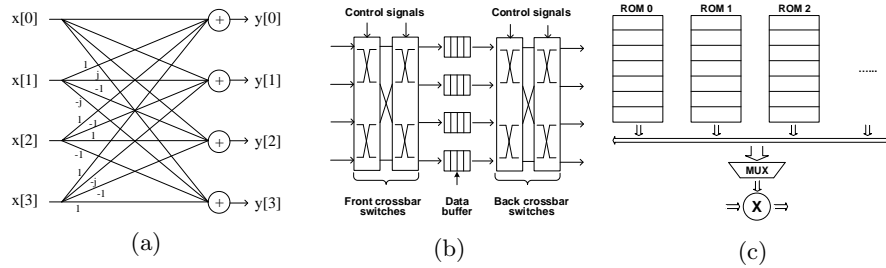 x[0]
x[1]
x[2]
x[3]
1
j
-1
-j
1
-1
1
-1
1
-j
-1
1
+
+
+
+
y[0]
y[1]
y[2]
y[3]
(a)
Control signals
Control signals
Front crossbar
switches
Data
buffer
Back crossbar
switches
(b)
ROM 0
ROM 1
ROM 2
......
MUX
X
(c)